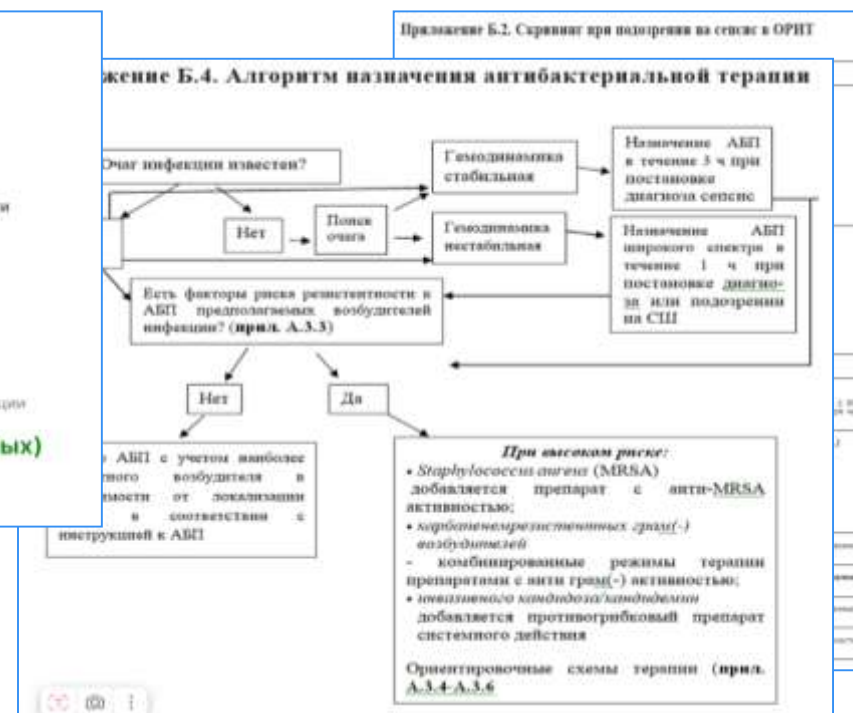 Приложение Б.2. Скрининг при подозрении на сепсис в ОРИТ
жение Б.4. Алгоритм назначения антибактериальной терапии
Очаг инфекции известен?
Нет
Поиск
очага
Гемодинамика
стабильная
Гемодинамика
нестабильная
Назначение АБП
в течение 3 ч при
постановке
диагноза сепсис
Назначение АБП
широкого спектра в
течение 1 ч при
постановке диагно-
за или подозрении
на СШ
Есть факторы риска резистентности к
АБП предполагаемых возбудителей
инфекции? (прил. А.3.3)
Нет
Да
АБП с учетом наиболее
тного возбудителя в
имости от локализации
в соответствии с
инструкцией к АБП
При высоком риске:
• Staphylococcus aureus (MRSA)
добавляется препарат с анти-MRSA
активностью;
• карбапенемрезистентных грам(-)
возбудителей
- комбинированные режимы терапии
препаратами с анти грам(-) активностью;
• инвазивного кандидоза/кандидемии
добавляется противогрибковый препарат
системного действия
Ориентировочные схемы терапии (прил.
А.3.4-А.3.6
и
ции
ых)